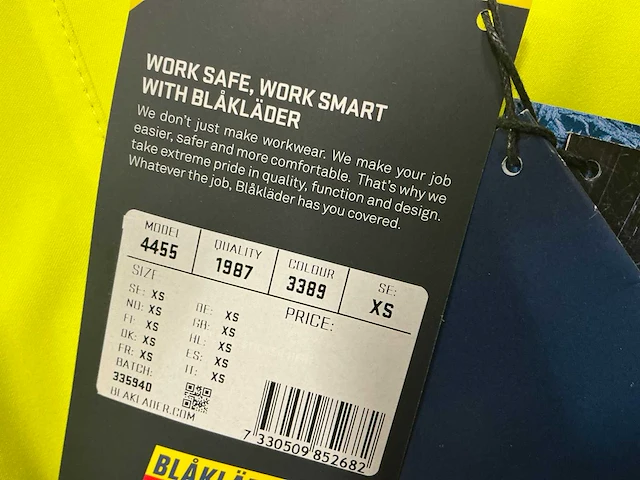 WORK SAFE, WORK SMART
WITH BLÅKLÄDER
We don't just make workwear. We make your job
easier, safer and more comfortable. That's why we
take extreme pride in quality, function and design.
Whatever the job, Blåkläder has you covered.
MODEL QUALITY COLOUR SE:
4455 1987 3389 XS
SIZE PRICE:
SE: XS DE: XS
NO: XS GB: XS
FI: XS NL: XS
DK: XS ES: XS
FR: XS IT: XS
BATCH:
335940
BLAKLADER.COM
7 330509 852682
BLÅKLÄ